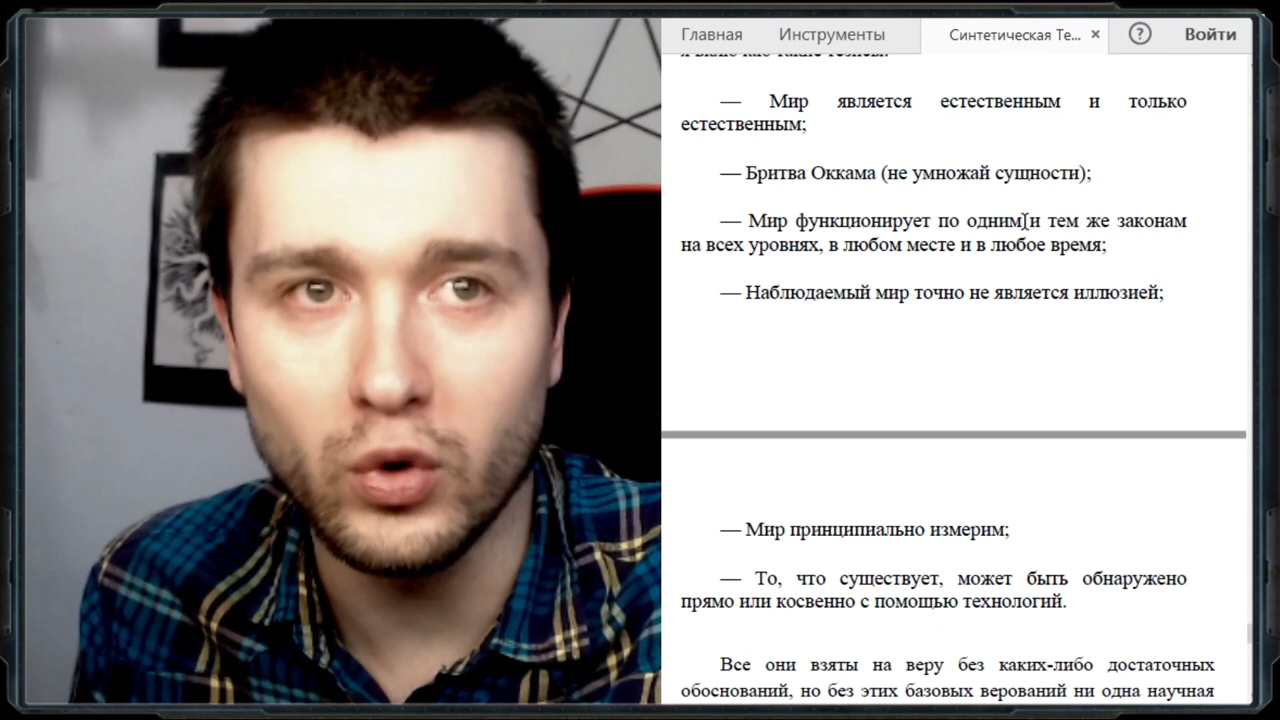 Главная Инструменты Синтетическая Те... × ? Войти
— Мир является естественным и только
естественным;
— Бритва Оккама (не умножай сущности);
— Мир функционирует по одним и тем же законам
на всех уровнях, в любом месте и в любое время;
— Наблюдаемый мир точно не является иллюзией;
— Мир принципиально измерим;
— То, что существует, может быть обнаружено
прямо или косвенно с помощью технологий.
Все они взяты на веру без каких-либо достаточных
обоснований, но без этих базовых верований ни одна научная